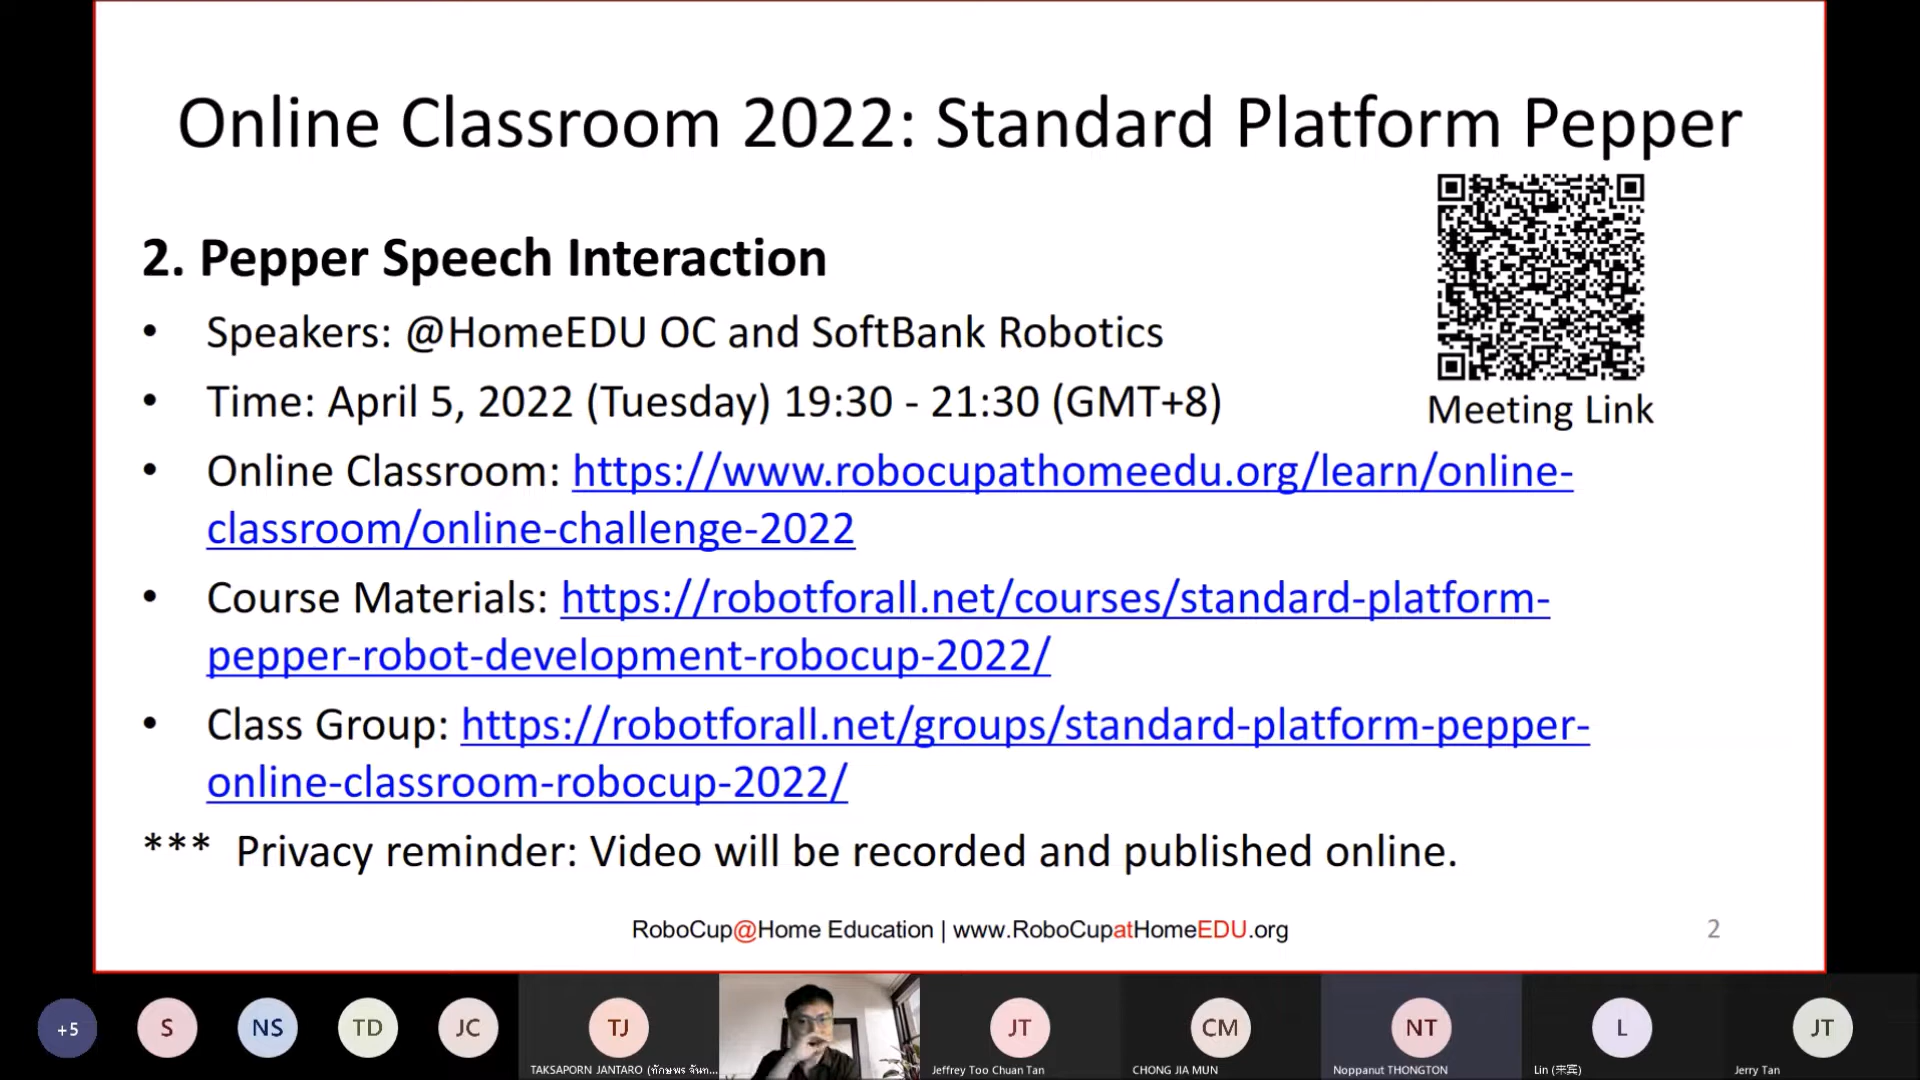 Online Classroom 2022: Standard Platform Pepper
2. Pepper Speech Interaction
• Speakers: @HomeEDU OC and SoftBank Robotics
• Time: April 5, 2022 (Tuesday) 19:30 - 21:30 (GMT+8)
Meeting Link
• Online Classroom: https://www.robocupathomeedu.org/learn/online-
classroom/online-challenge-2022
• Course Materials: https://robotforall.net/courses/standard-platform-
pepper-robot-development-robocup-2022/
• Class Group: https://robotforall.net/groups/standard-platform-pepper-
online-classroom-robocup-2022/
*** Privacy reminder: Video will be recorded and published online.
RoboCup@Home Education | www.RoboCupatHomeEDU.org
2
+5
S
NS
TD
JC
TJ
JT
CM
NT
L
JT
TAKSAPORN JANTARO (ทักษพร จันท...
Jeffrey Too Chuan Tan
CHONG JIA MUN
Noppanut THONGTON
Lin (来宾)
Jerry Tan